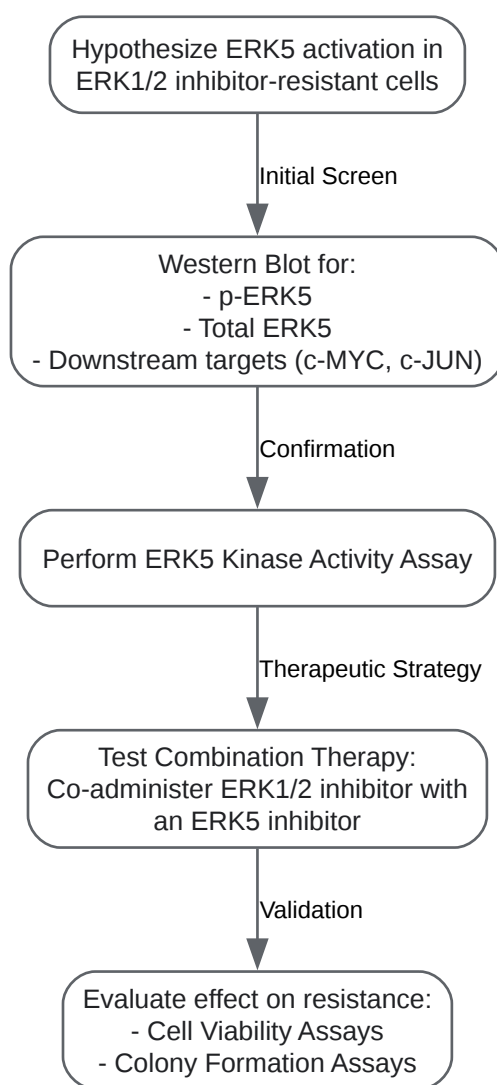 Hypothesize ERK5 activation in
ERK1/2 inhibitor-resistant cells
Initial Screen
Western Blot for:
- p-ERK5
- Total ERK5
- Downstream targets (c-MYC, c-JUN)
Confirmation
Perform ERK5 Kinase Activity Assay
Therapeutic Strategy
Test Combination Therapy:
Co-administer ERK1/2 inhibitor with
an ERK5 inhibitor
Validation
Evaluate effect on resistance:
- Cell Viability Assays
- Colony Formation Assays